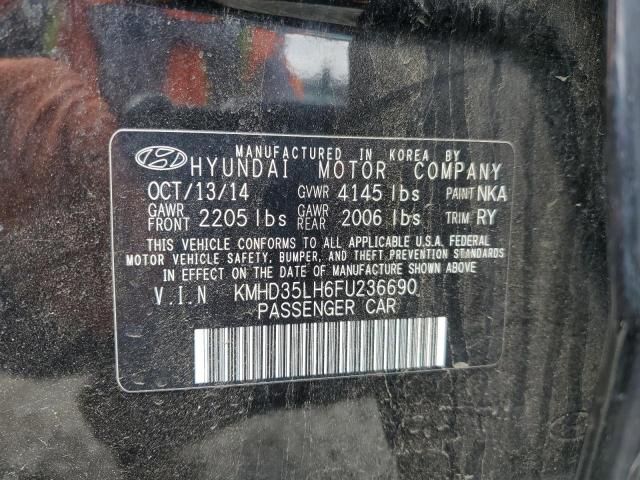 MANUFACTURED IN KOREA BY
HYUNDAI MOTOR COMPANY
OCT/13/14 GVWR 4145 lbs PAINT NKA
GAWR FRONT 2205 lbs GAWR REAR 2006 lbs TRIM RY
THIS VEHICLE CONFORMS TO ALL APPLICABLE U.S.A. FEDERAL
MOTOR VEHICLE SAFETY, BUMPER, AND THEFT PREVENTION STANDARDS
IN EFFECT ON THE DATE OF MANUFACTURE SHOWN ABOVE.
V.I.N KMHD35LH6FU236690
PASSENGER CAR